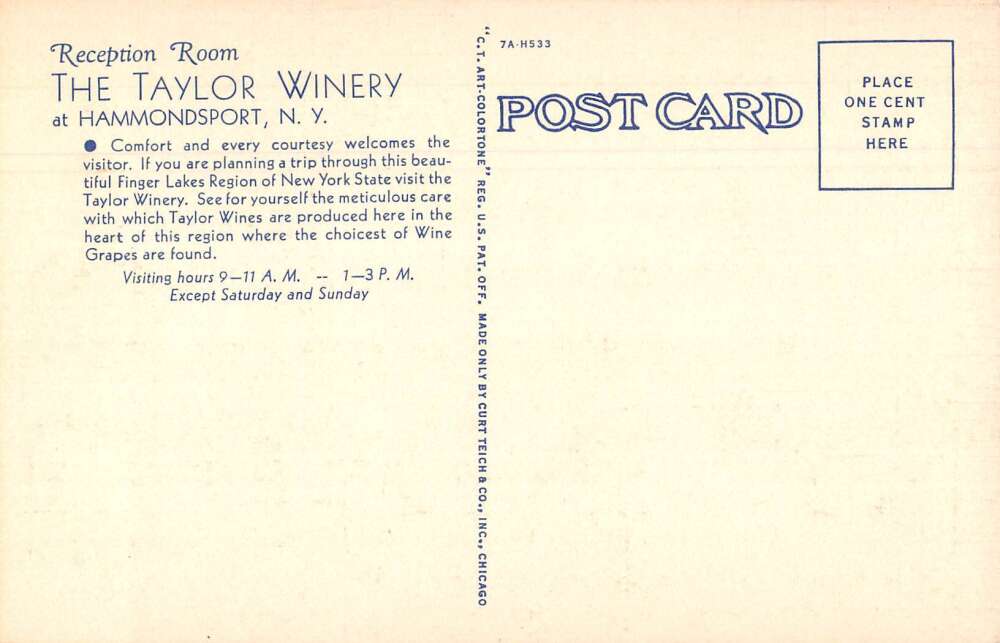 Reception Room
THE TAYLOR WINERY
at HAMMONDSPORT, N. Y.
● Comfort and every courtesy welcomes the
visitor. If you are planning a trip through this beau-
tiful Finger Lakes Region of New York State visit the
Taylor Winery. See for yourself the meticulous care
with which Taylor Wines are produced here in the
heart of this region where the choicest of Wine
Grapes are found.
Visiting hours 9—11 A. M. -- 1—3 P. M.
Except Saturday and Sunday
"C.T. ART-COLORTONE" REG. U.S. PAT. OFF. MADE ONLY BY CURT TEICH & CO., INC., CHICAGO
7A-H533
POST CARD
PLACE
ONE CENT
STAMP
HERE